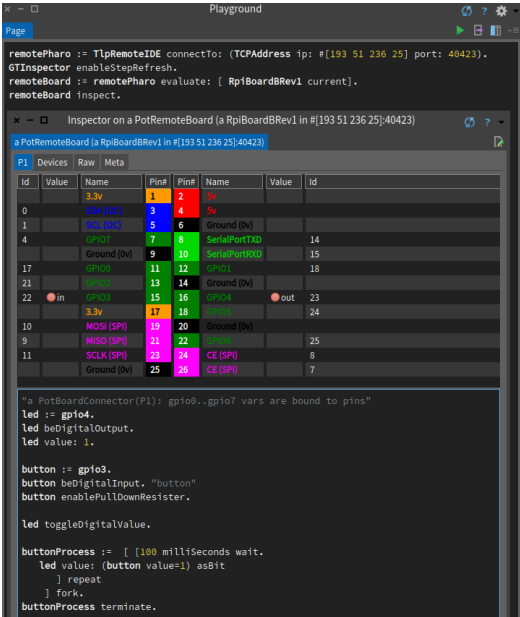 Playground
Page
remotePharo := TlpRemoteIDE connectTo: (TCPAddress ip: #[193 51 236 25] port: 40423).
GTInspector enableStepRefresh.
remoteBoard := remotePharo evaluate: [ RpiBoardBRev1 current].
remoteBoard inspect.
Inspector on a PotRemoteBoard (a RpiBoardBRev1 in #[193 51 236 25]:40423)
a PotRemoteBoard (a RpiBoardBRev1 in #[193 51 236 25]:40423)
P1 Devices Raw Meta
Id Value Name Pin# Pin# Name Value Id
3.3v 1 2 5v
0 SDA (I2C) 3 4 5v
1 SCL (I2C) 5 6 Ground (0v)
4 GPIO7 7 8 SerialPortTXD 14
Ground (0v) 9 10 SerialPortRXD 15
17 GPIO0 11 12 GPIO1 18
21 GPIO2 13 14 Ground (0v)
22 in GPIO3 15 16 GPIO4 out 23
3.3v 17 18 GPIO5 24
10 MOSI (SPI) 19 20 Ground (0v)
9 MISO (SPI) 21 22 GPIO6 25
11 SCLK (SPI) 23 24 CE (SPI) 8
Ground (0v) 25 26 CE (SPI) 7
"a PotBoardConnector(P1): gpio0..gpio7 vars are bound to pins"
led := gpio4.
led beDigitalOutput.
led value: 1.
button := gpio3.
button beDigitalInput. "button"
button enablePullDownResister.
led toggleDigitalValue.
buttonProcess := [ [100 milliSeconds wait.
led value: (button value=1) asBit
] repeat
] fork.
buttonProcess terminate.